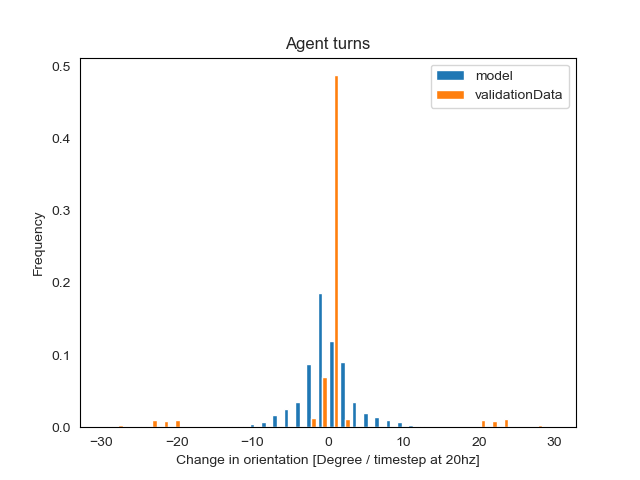 Agent turns
model
validationData
Frequency
0.5
0.4
0.3
0.2
0.1
0.0
−30 −20 −10 0 10 20 30
Change in orientation [Degree / timestep at 20hz]